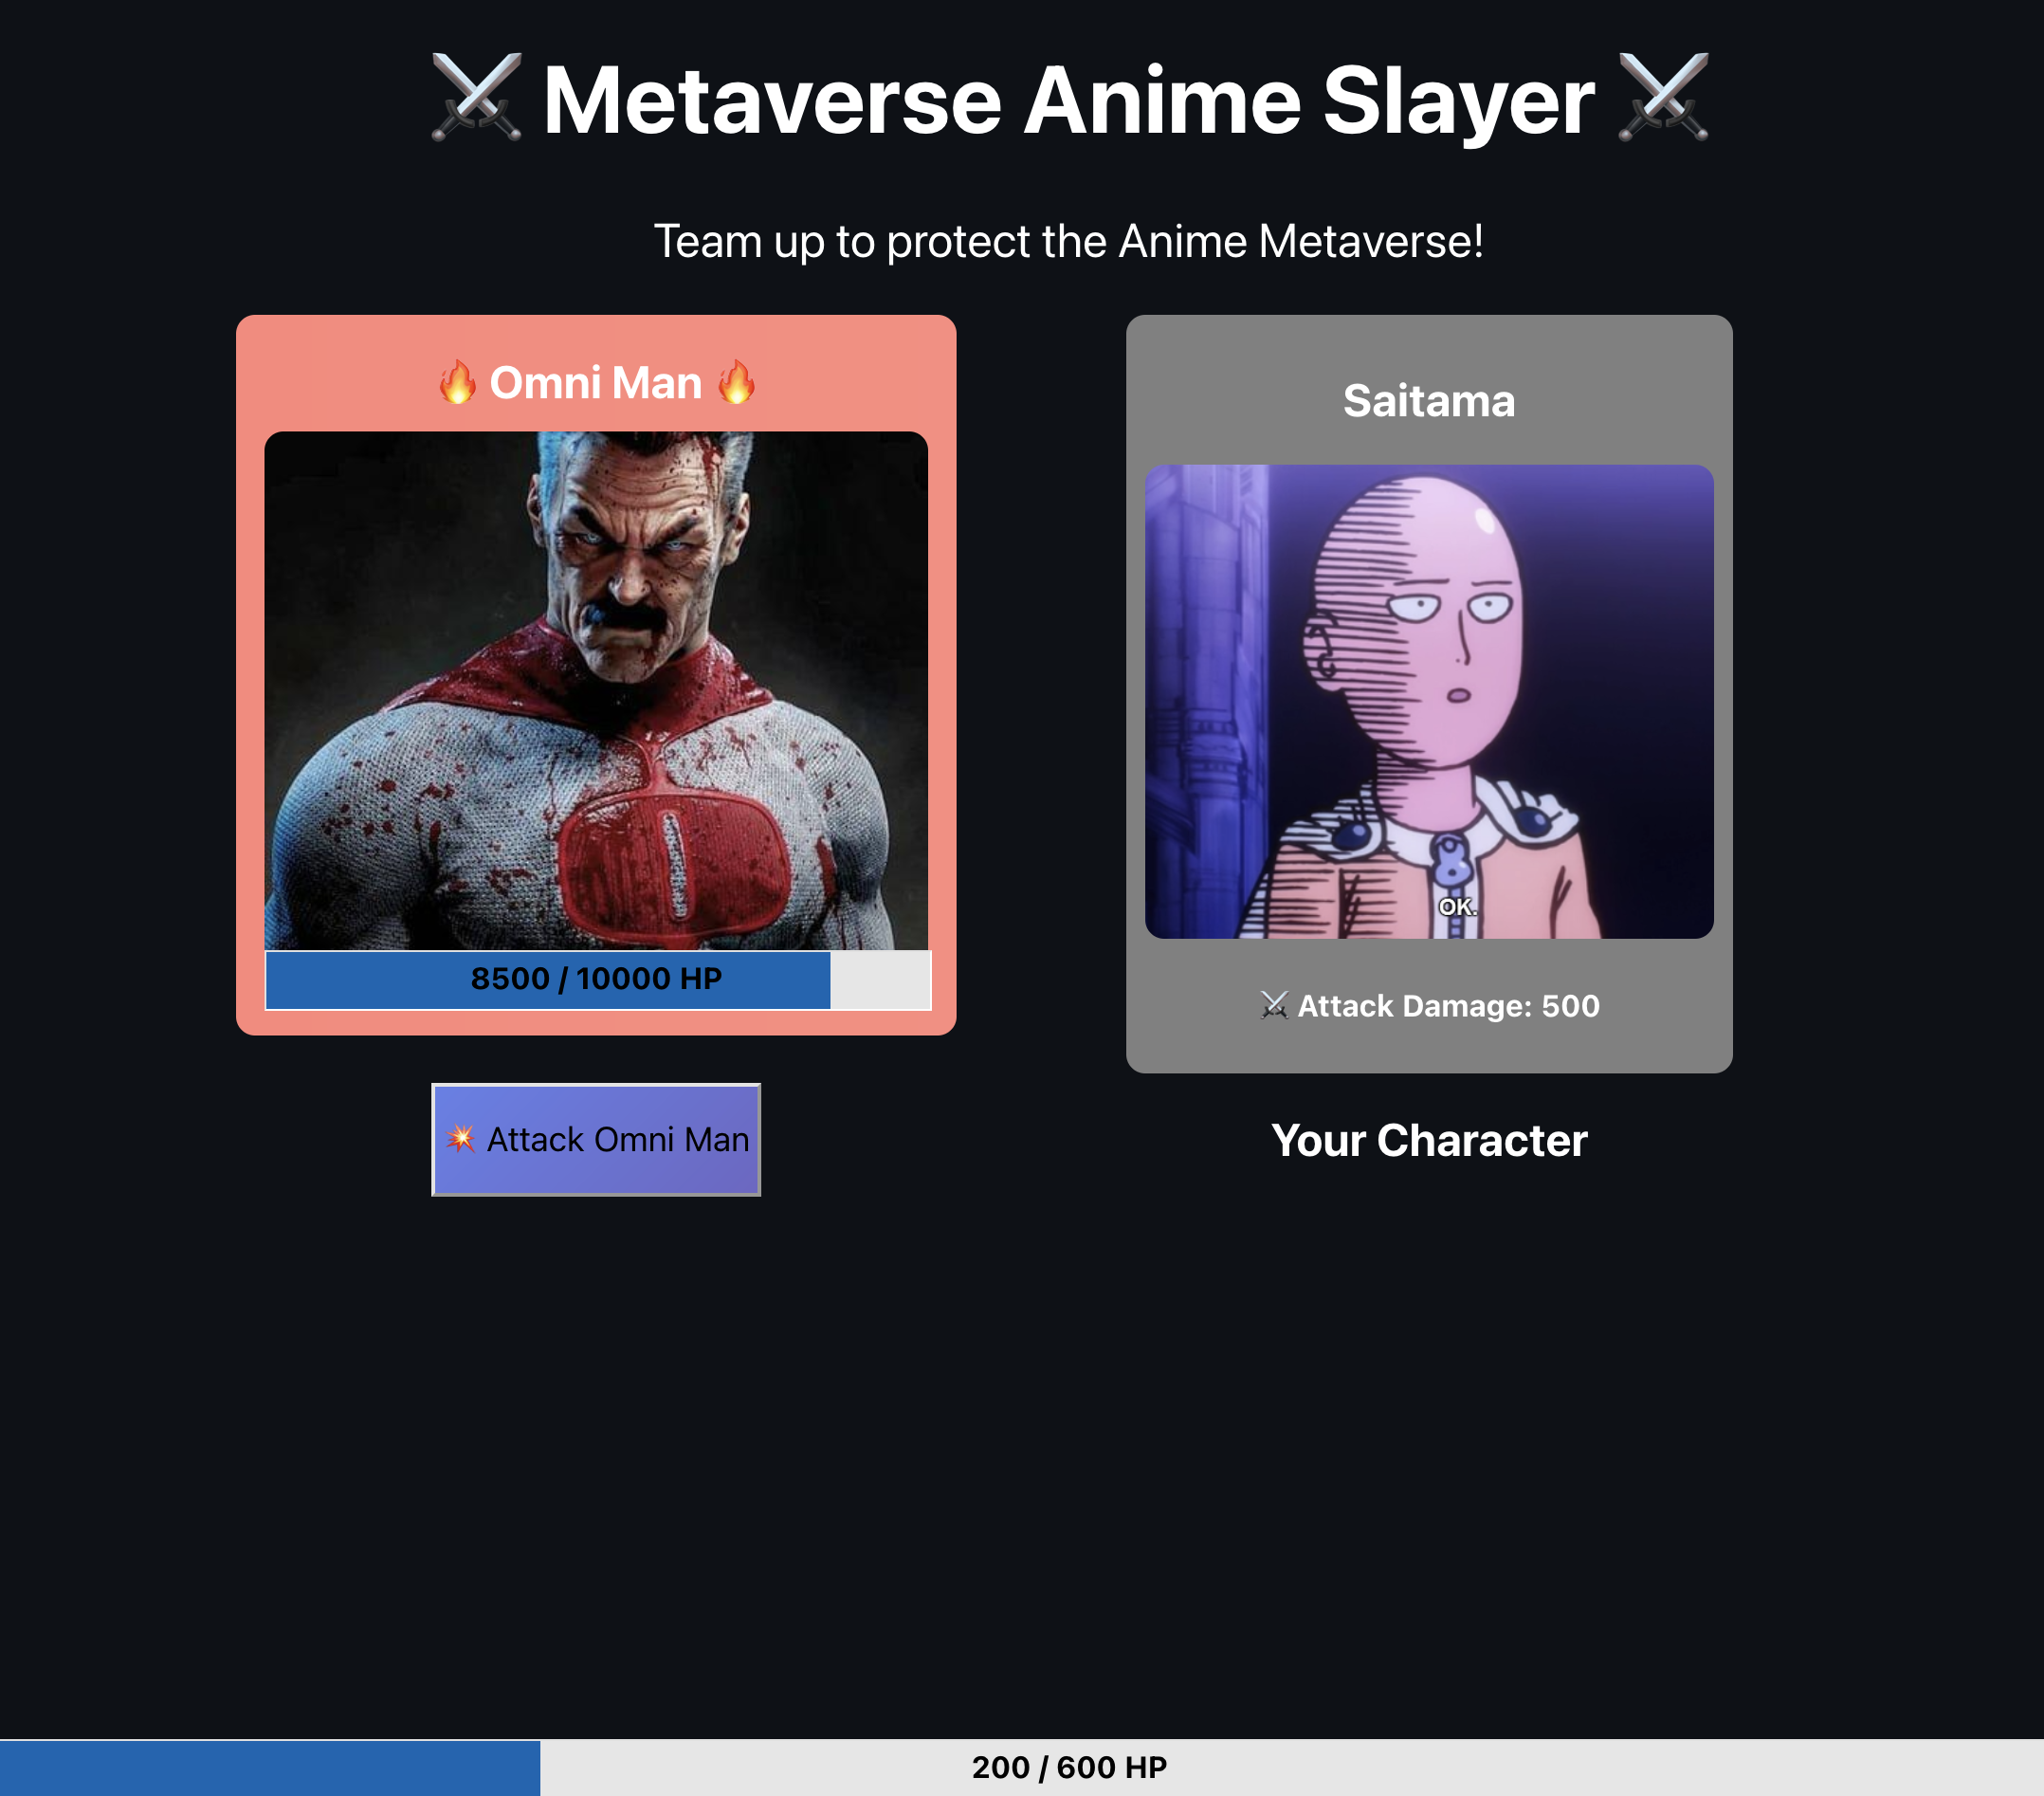 ⚔️ Metaverse Anime Slayer ⚔️
Team up to protect the Anime Metaverse!
🔥 Omni Man 🔥
8500 / 10000 HP
💥 Attack Omni Man
Saitama
OK.
⚔️ Attack Damage: 500
Your Character
200 / 600 HP